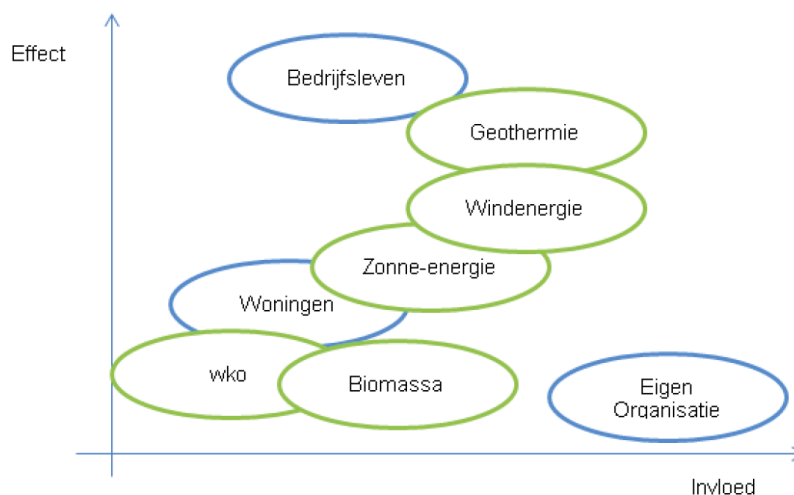 Effect
Bedrijfsleven
Geothermie
Windenergie
Zonne-energie
Woningen
wko
Biomassa
Eigen
Organisatie
Invloed